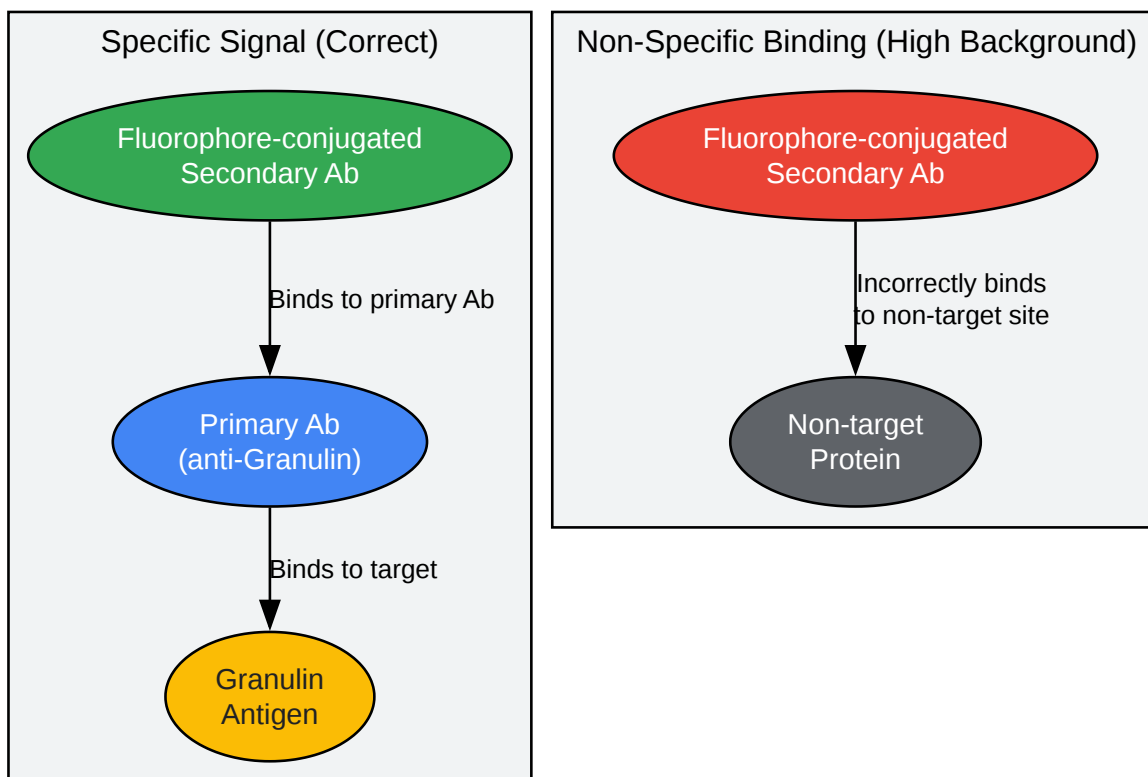 Specific Signal (Correct)
Fluorophore-conjugated
Secondary Ab
Binds to primary Ab
Primary Ab
(anti-Granulin)
Binds to target
Granulin
Antigen
Non-Specific Binding (High Background)
Fluorophore-conjugated
Secondary Ab
Incorrectly binds
to non-target site
Non-target
Protein